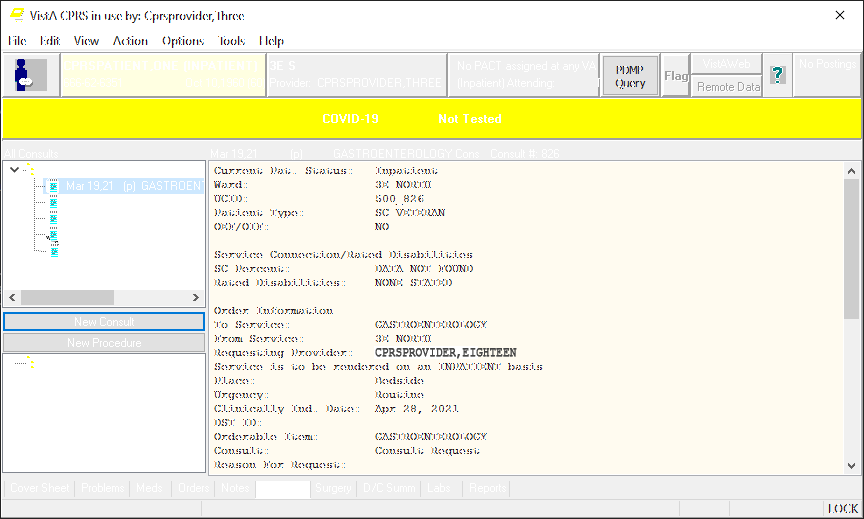 VistA CPRS in use by: Cprsprovider,Three
File Edit View Action Options Tools Help
3E S
Provider: CPRSPROVIDER,THREE
No PACT assigned at any VA
(Inpatient) Attending
PDMP
Query
Flag
VistAWeb
Remote Data
?
No Postings
COVID-19 Not Tested
All Consults
Mar 19,21 (p) GASTROENTEROLOGY Cons Consult #: 626
Mar 19,21 (p) GASTROEN
New Consult
New Procedure
Current Pat. Status: Inpatient
Ward: 3E NORTH
UCID: 500_626
Patient Type: SC VETERAN
OEF/OIF: NO
Service Connection/Rated Disabilities
SC Percent: DATA NOT FOUND
Rated Disabilities: NONE STATED
Order Information
To Service: GASTROENTEROLOGY
From Service: 3E NORTH
Requesting Provider: CPRSPROVIDER,EIGHTEEN
Service is to be rendered on an INPATIENT basis
Place: Bedside
Urgency: Routine
Clinically Ind. Date: Apr 28, 2021
DST ID:
Orderable Item: GASTROENTEROLOGY
Consult: Consult Request
Reason For Request:
Cover Sheet Problems Meds Orders Notes Surgery D/C Summ Labs Reports
LOCK